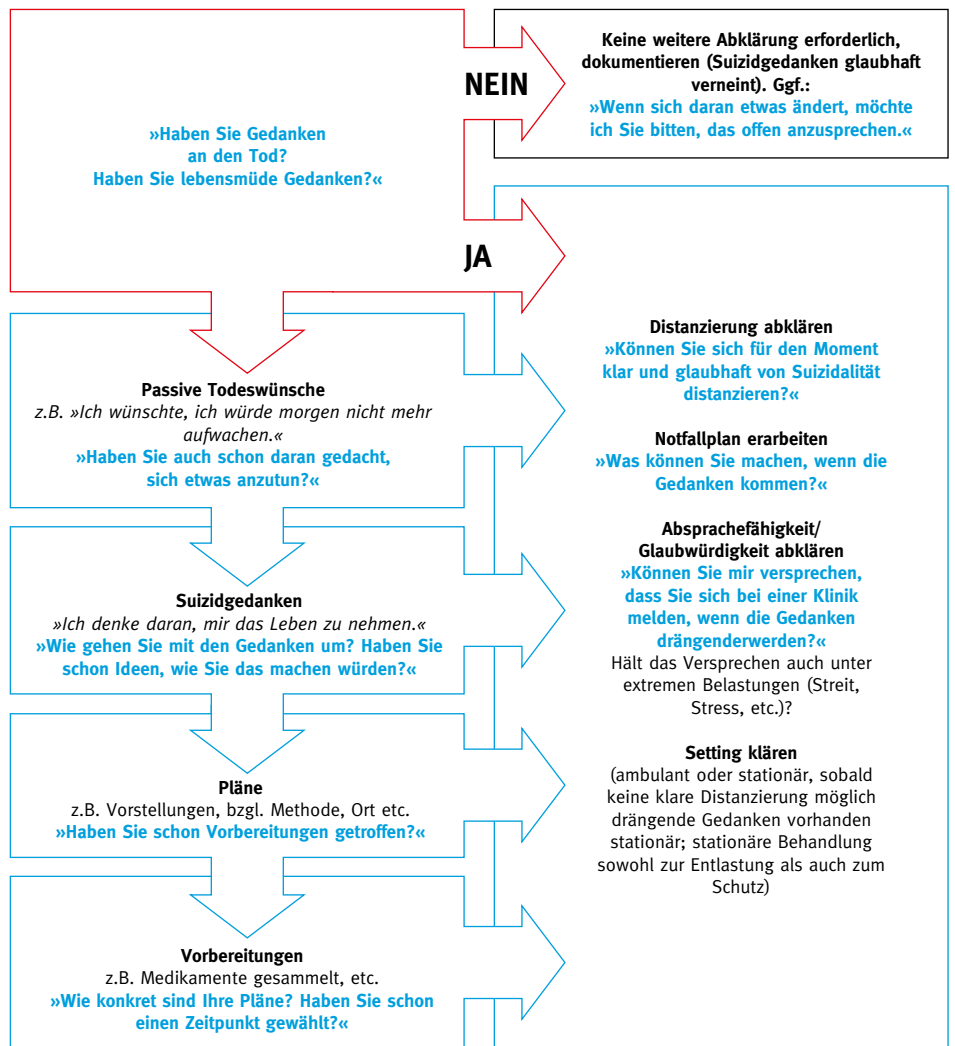 »Haben Sie Gedanken
an den Tod?
Haben Sie lebensmüde Gedanken?«
NEIN
Keine weitere Abklärung erforderlich,
dokumentieren (Suizidgedanken glaubhaft
verneint). Ggf.:
»Wenn sich daran etwas ändert, möchte
ich Sie bitten, das offen anzusprechen.«
JA
Passive Todeswünsche
z.B. »Ich wünschte, ich würde morgen nicht mehr
aufwachen.«
»Haben Sie auch schon daran gedacht,
sich etwas anzutun?«
Suizidgedanken
»Ich denke daran, mir das Leben zu nehmen.«
»Wie gehen Sie mit den Gedanken um? Haben Sie
schon Ideen, wie Sie das machen würden?«
Pläne
z.B. Vorstellungen, bzgl. Methode, Ort etc.
»Haben Sie schon Vorbereitungen getroffen?«
Vorbereitungen
z.B. Medikamente gesammelt, etc.
»Wie konkret sind Ihre Pläne? Haben Sie schon
einen Zeitpunkt gewählt?«
Distanzierung abklären
»Können Sie sich für den Moment
klar und glaubhaft von Suizidalität
distanzieren?«
Notfallplan erarbeiten
»Was können Sie machen, wenn die
Gedanken kommen?«
Absprachefähigkeit/
Glaubwürdigkeit abklären
»Können Sie mir versprechen,
dass Sie sich bei einer Klinik
melden, wenn die Gedanken
drängenderwerden?«
Hält das Versprechen auch unter
extremen Belastungen (Streit,
Stress, etc.)?
Setting klären
(ambulant oder stationär, sobald
keine klare Distanzierung möglich
drängende Gedanken vorhanden
stationär; stationäre Behandlung
sowohl zur Entlastung als auch zum
Schutz)